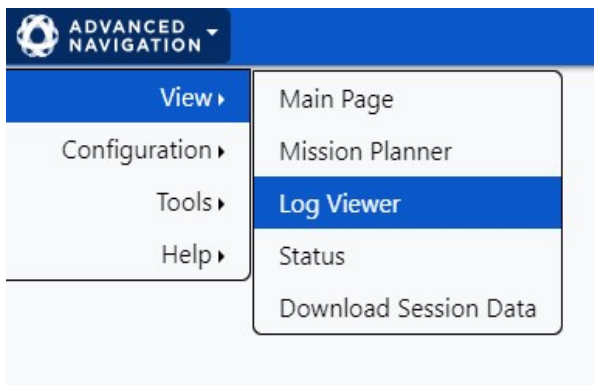 ADVANCED
NAVIGATION
View
Configuration
Tools
Help
Main Page
Mission Planner
Log Viewer
Status
Download Session Data